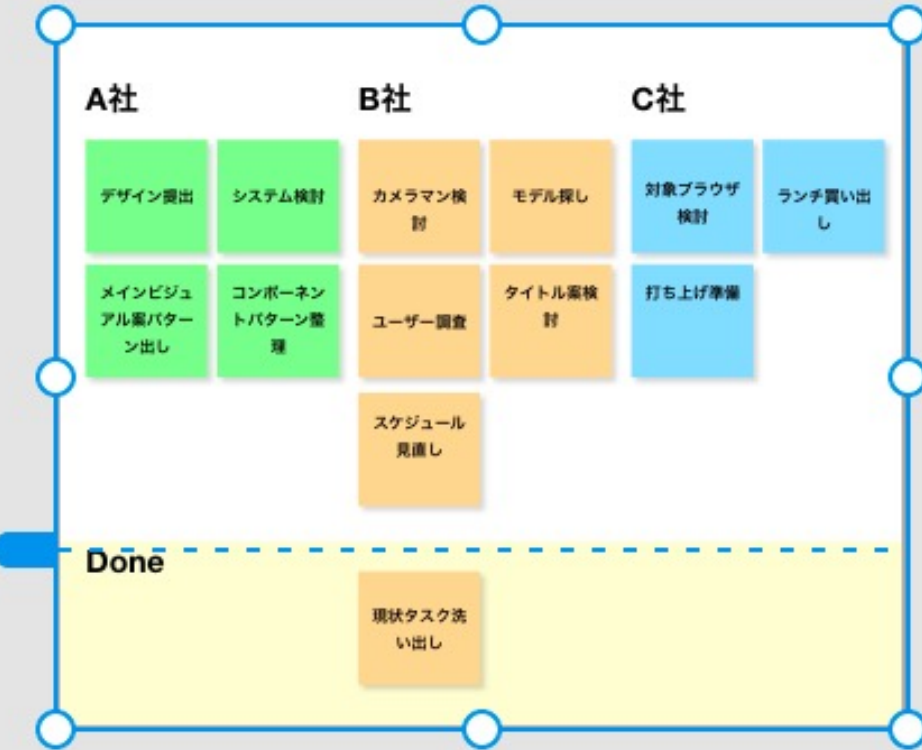 A社
B社
C社
デザイン提出
システム検討
カメラマン検
討
モデル探し
対象ブラウザ
検討
ランチ買い出
し
メインビジュ
アル案パター
ン出し
コンポーネン
トパターン整
理
ユーザー調査
タイトル案検
討
打ち上げ準備
スケジュール
見直し
Done
現状タスク洗
い出し